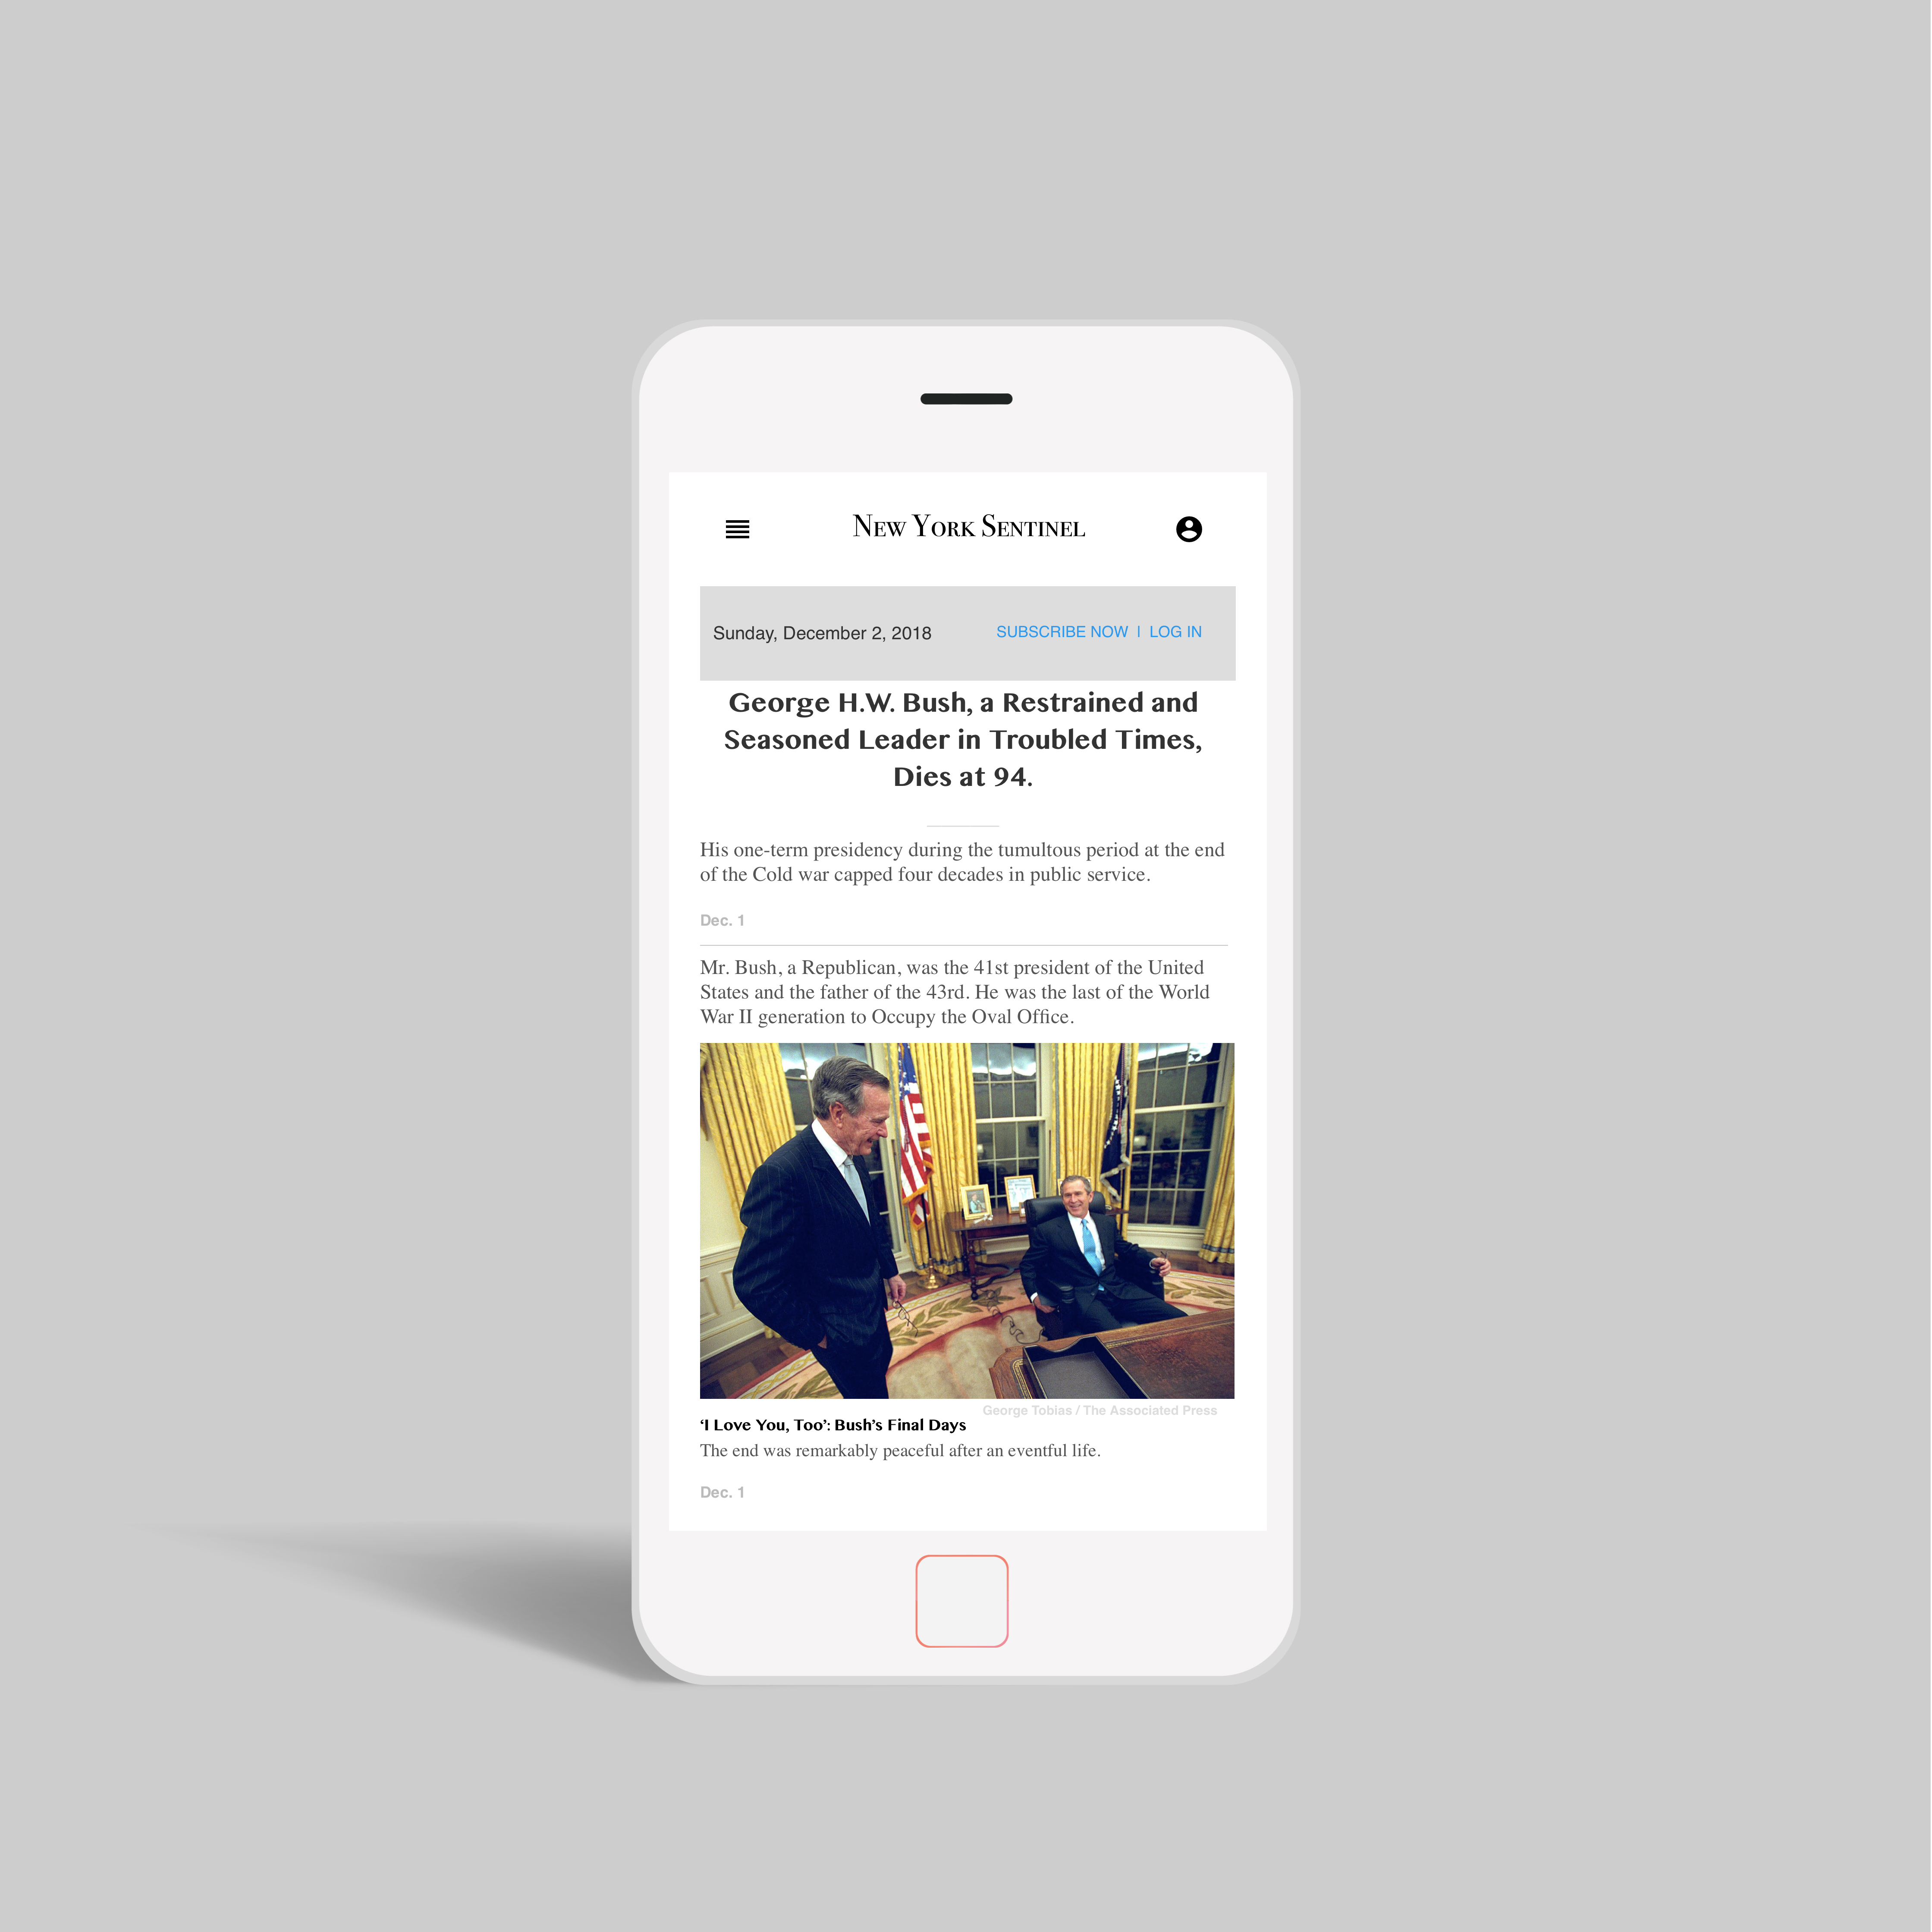 NEW YORK SENTINEL
Sunday, December 2, 2018
SUBSCRIBE NOW | LOG IN
George H.W. Bush, a Restrained and
Seasoned Leader in Troubled Times,
Dies at 94.
His one-term presidency during the tumultous period at the end
of the Cold war capped four decades in public service.
Dec. 1
Mr. Bush, a Republican, was the 41st president of the United
States and the father of the 43rd. He was the last of the World
War II generation to Occupy the Oval Office.
George Tobias / The Associated Press
‘I Love You, Too’: Bush’s Final Days
The end was remarkably peaceful after an eventful life.
Dec. 1